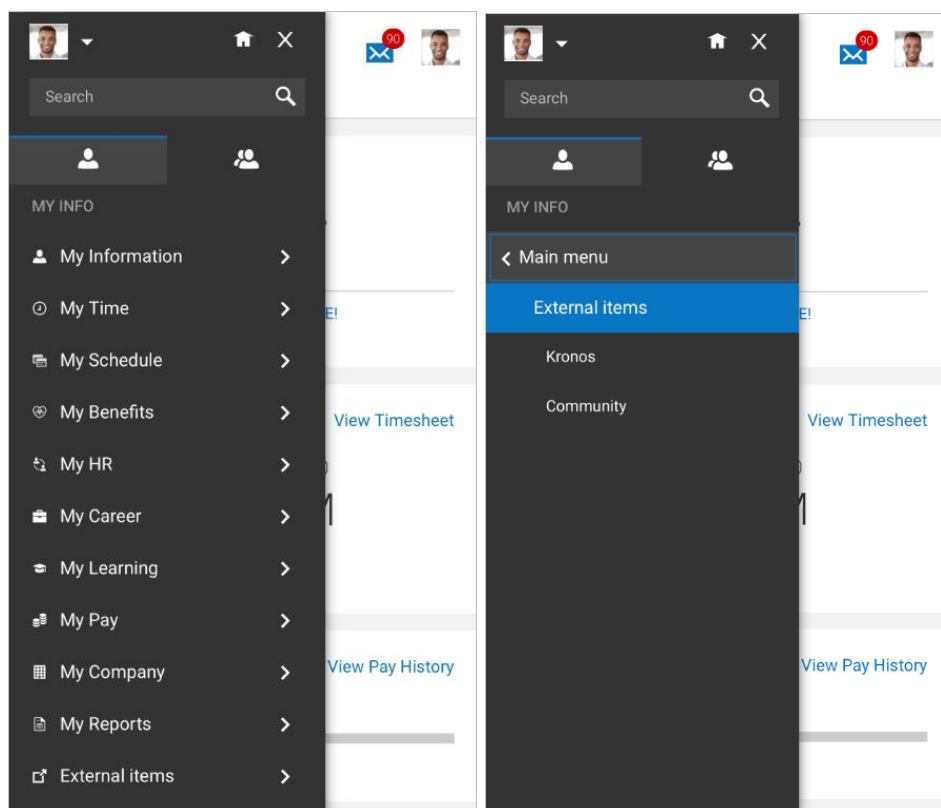 X
90
Search
MY INFO
My Information
My Time
E!
My Schedule
My Benefits
View Timesheet
My HR
My Career
M
My Learning
My Pay
My Company
View Pay History
My Reports
External items
X
90
Search
MY INFO
Main menu
External items
E!
Kronos
Community
View Timesheet
M
View Pay History